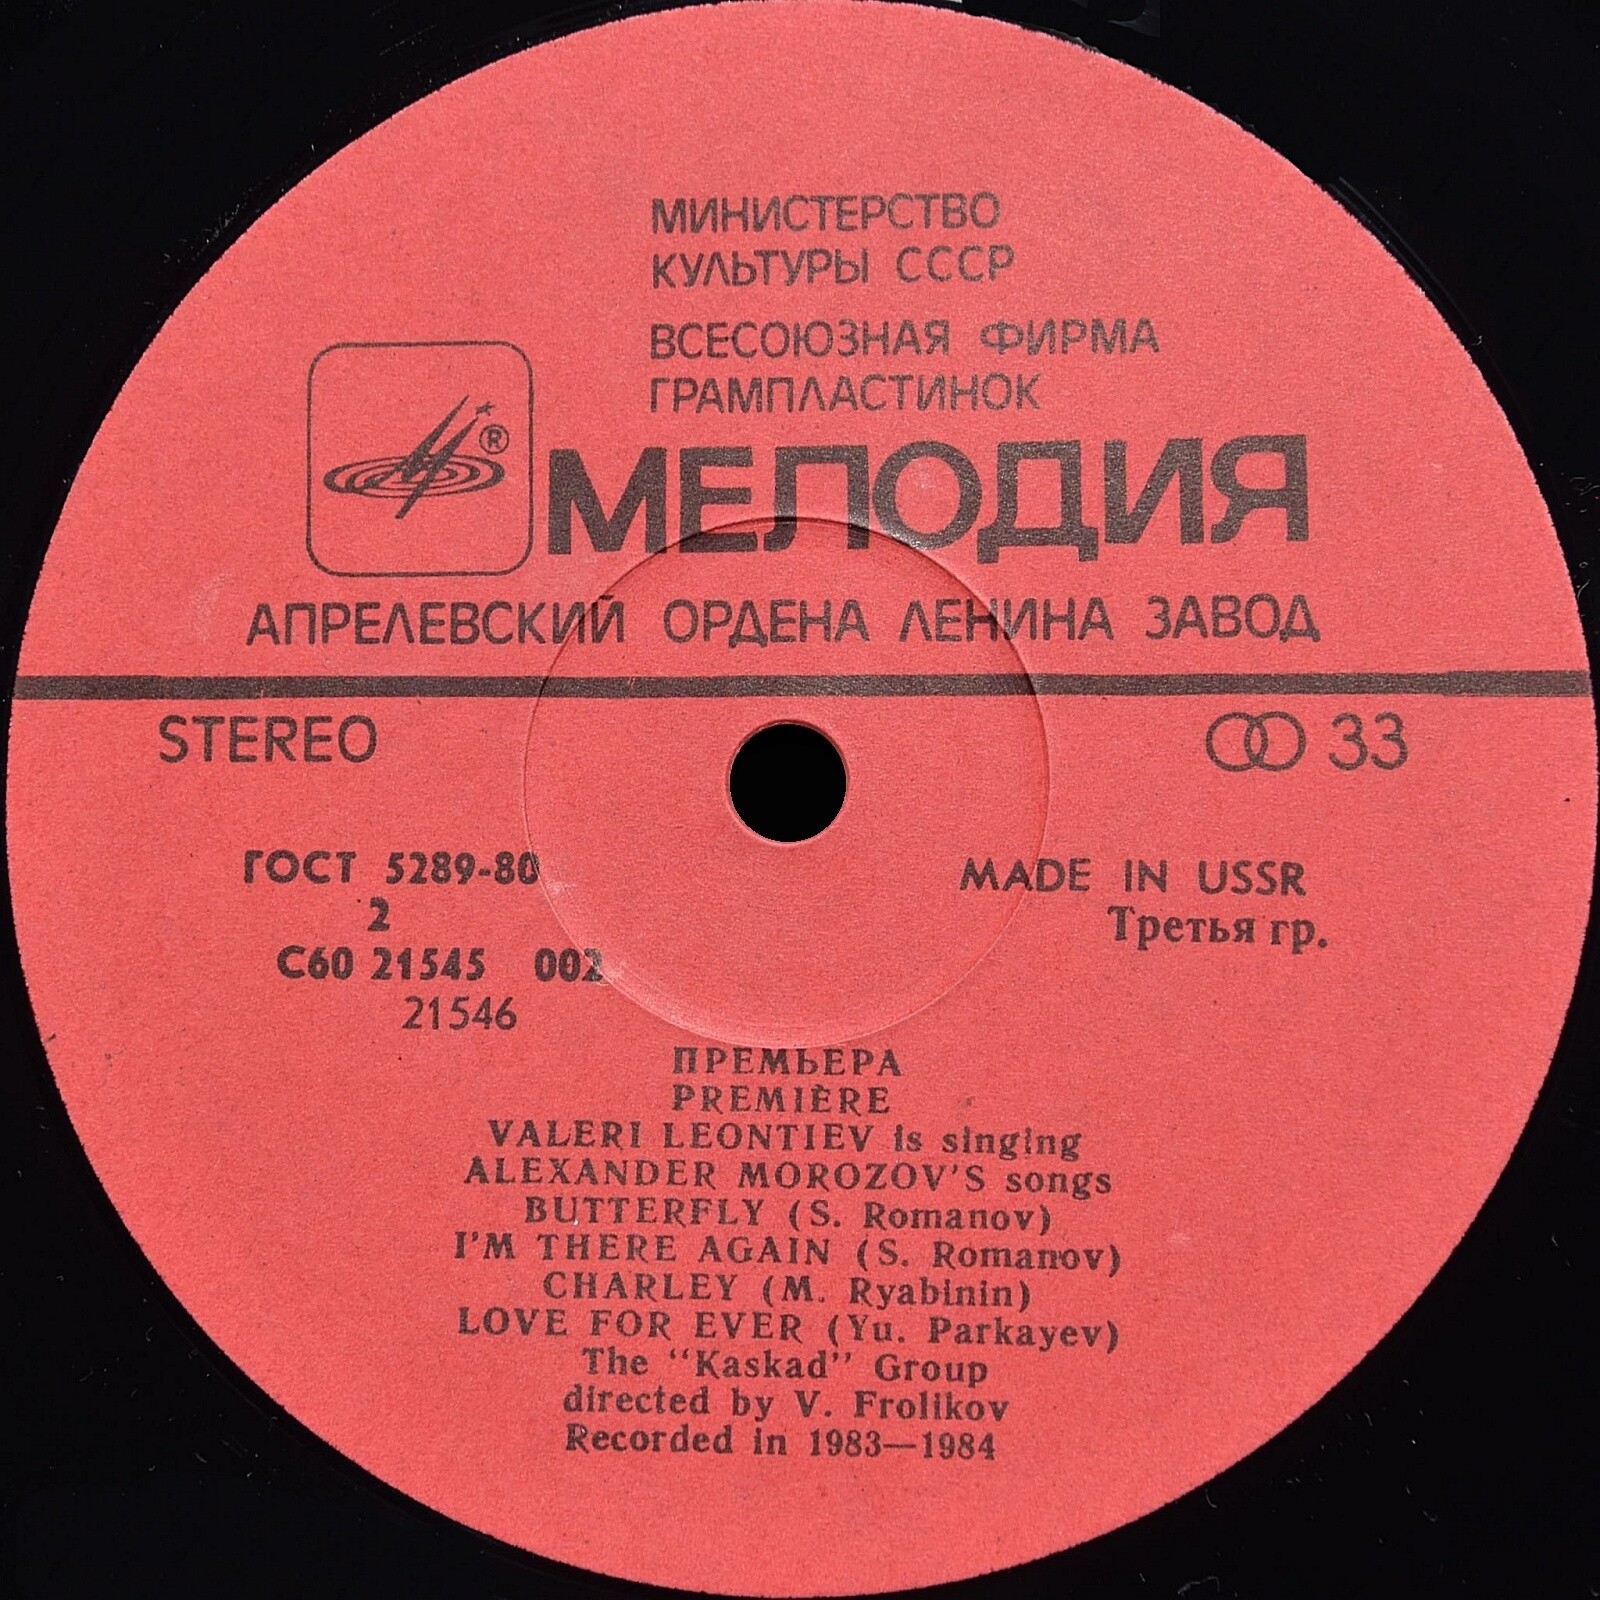 МИНИСТЕРСТВО
КУЛЬТУРЫ СССР
ВСЕСОЮЗНАЯ ФИРМА
ГРАМПЛАСТИНОК
®
МЕЛОДИЯ
АПРЕЛЕВСКИЙ ОРДЕНА ЛЕНИНА ЗАВОД
STEREO
33
ГОСТ 5289-80
2
С60 21545 002
21546
MADE IN USSR
Третья гр.
ПРЕМЬЕРА
PREMIÈRE
VALERI LEONTIEV is singing
ALEXANDER MOROZOV'S songs
BUTTERFLY (S. Romanov)
I'M THERE AGAIN (S. Romanov)
CHARLEY (M. Ryabinin)
LOVE FOR EVER (Yu. Parkayev)
The "Kaskad" Group
directed by V. Frolikov
Recorded in 1983—1984